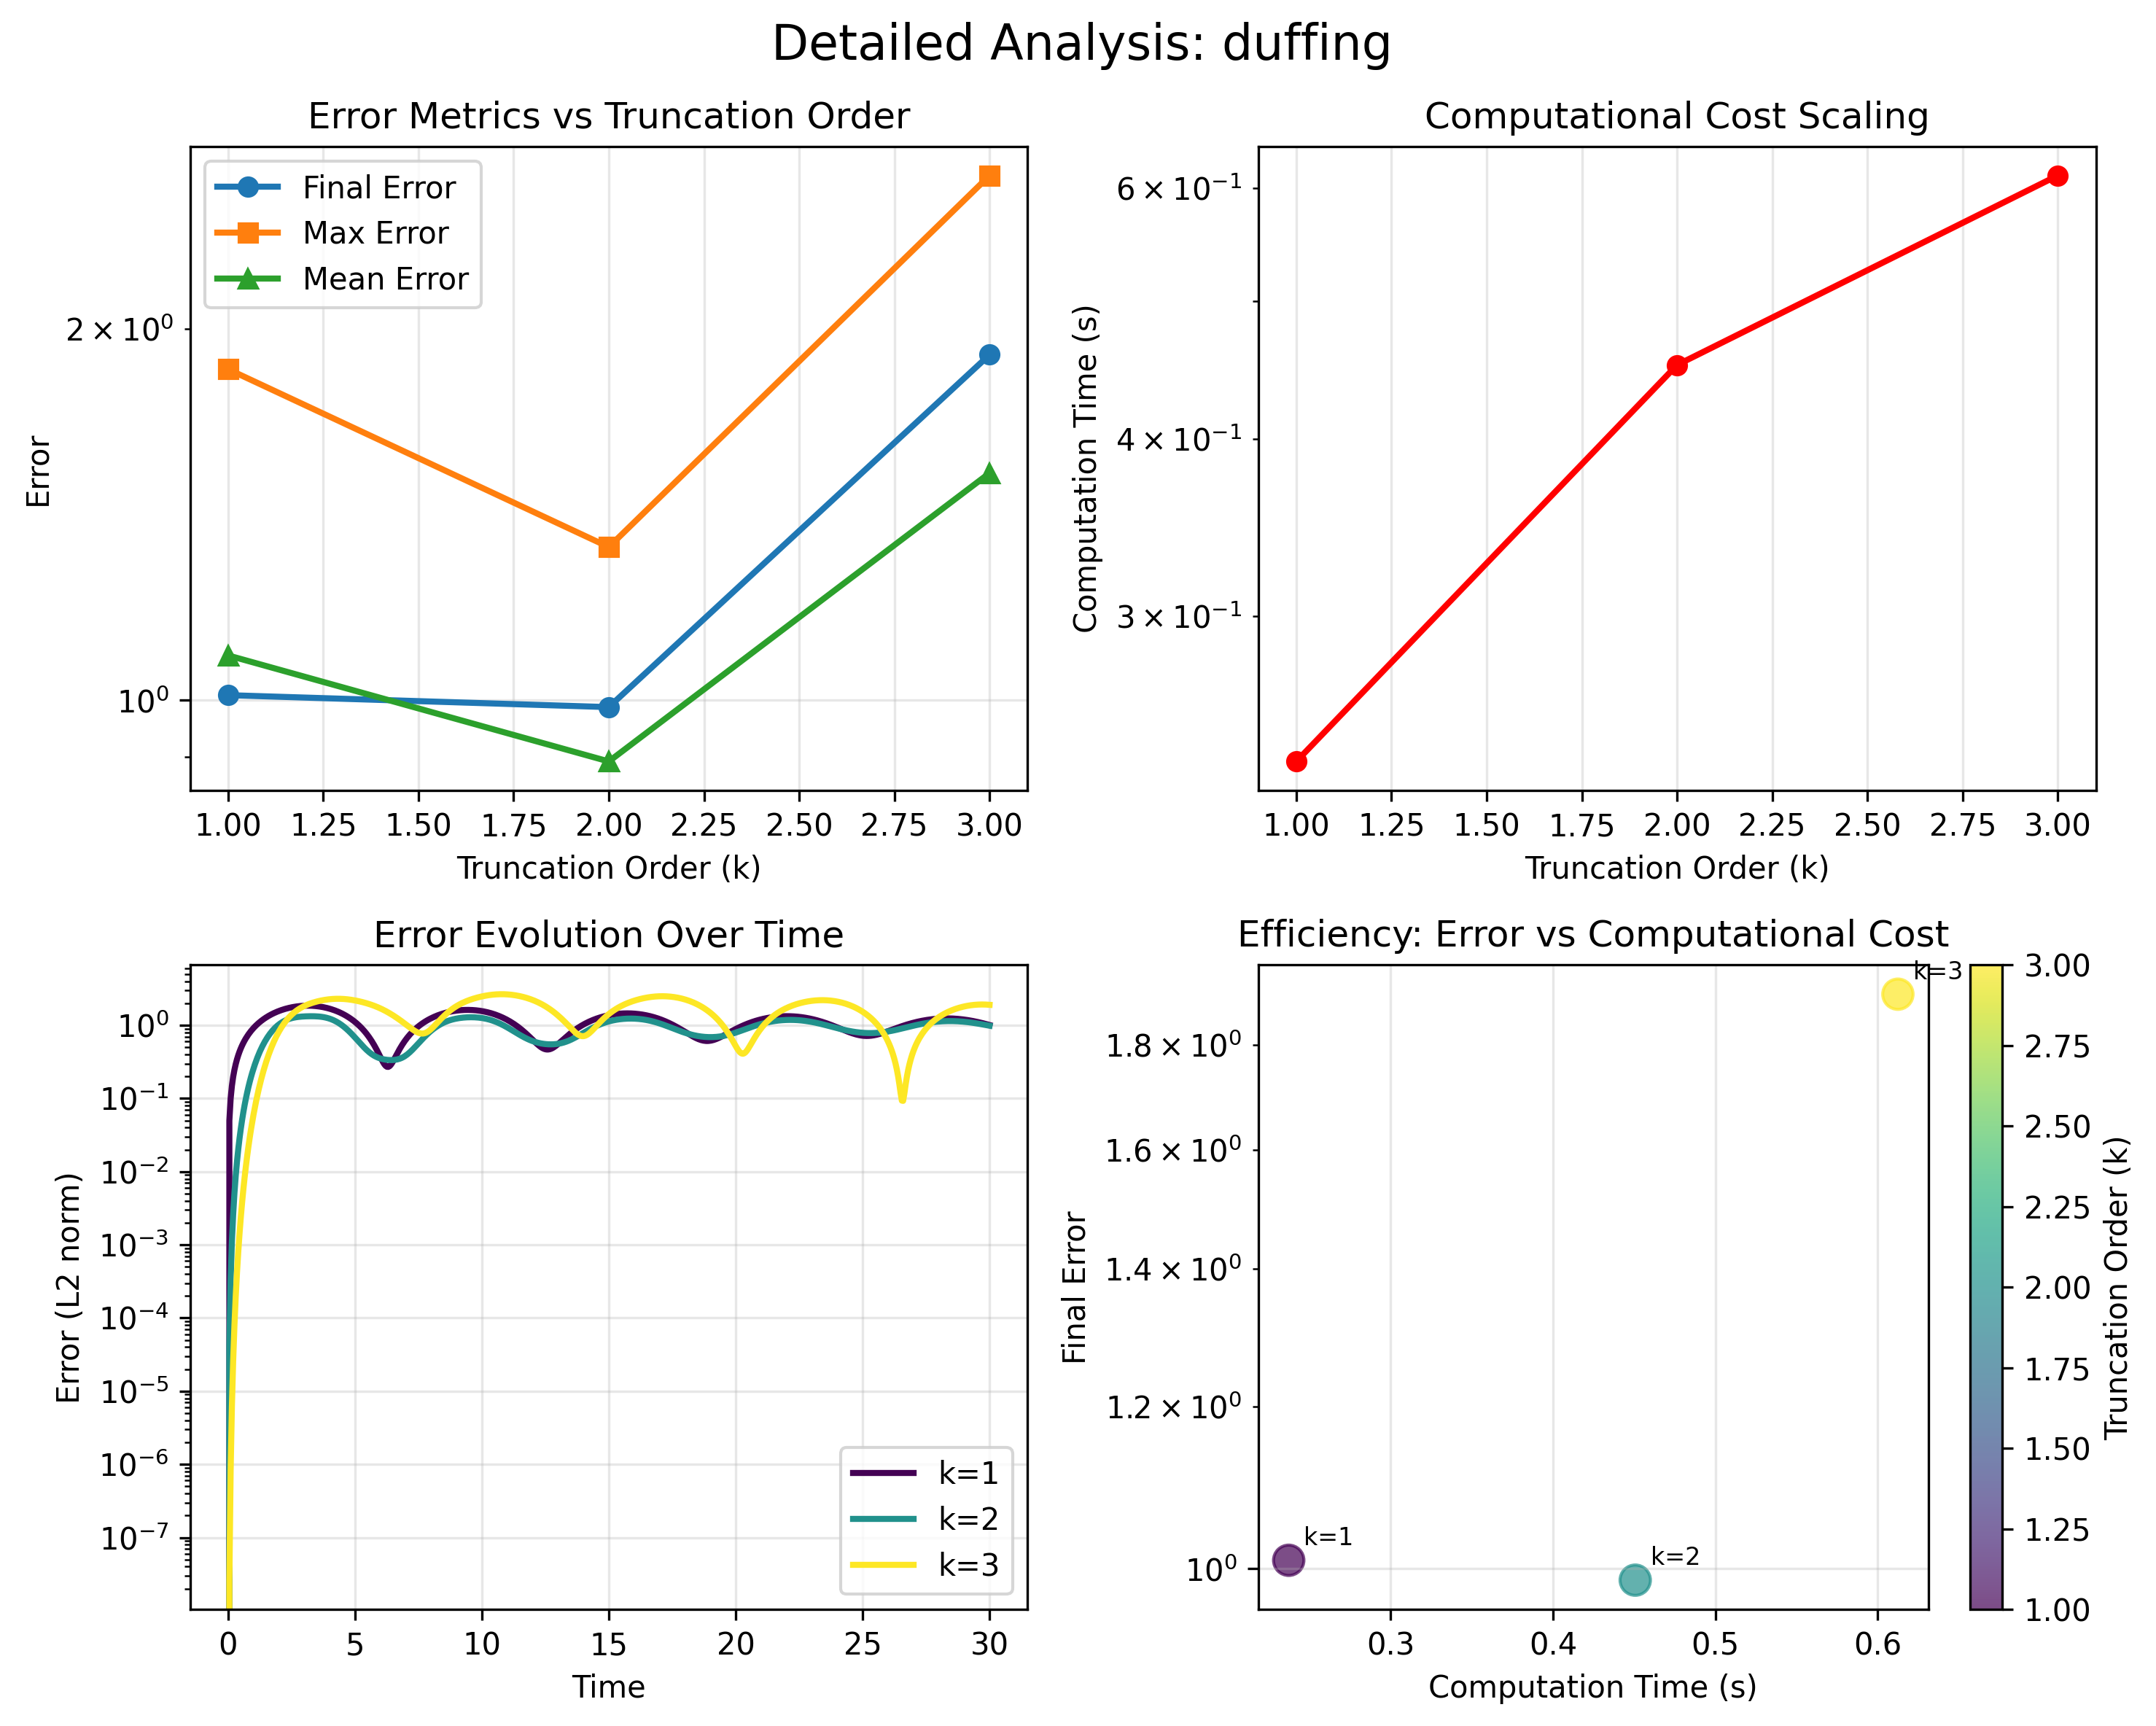 Detailed Analysis: duffing
Error Metrics vs Truncation Order
Final Error
Max Error
Mean Error
2 × 10⁰
10⁰
Error
1.00 1.25 1.50 1.75 2.00 2.25 2.50 2.75 3.00
Truncation Order (k)
Computational Cost Scaling
6 × 10⁻¹
4 × 10⁻¹
3 × 10⁻¹
Computation Time (s)
1.00 1.25 1.50 1.75 2.00 2.25 2.50 2.75 3.00
Truncation Order (k)
Error Evolution Over Time
10⁰
10⁻¹
10⁻²
10⁻³
10⁻⁴
10⁻⁵
10⁻⁶
10⁻⁷
Error (L2 norm)
k=1
k=2
k=3
0 5 10 15 20 25 30
Time
Efficiency: Error vs Computational Cost
1.8 × 10⁰
1.6 × 10⁰
1.4 × 10⁰
1.2 × 10⁰
10⁰
Final Error
k=3
k=1
k=2
0.3 0.4 0.5 0.6
Computation Time (s)
3.00
2.75
2.50
2.25
2.00
1.75
1.50
1.25
1.00
Truncation Order (k)